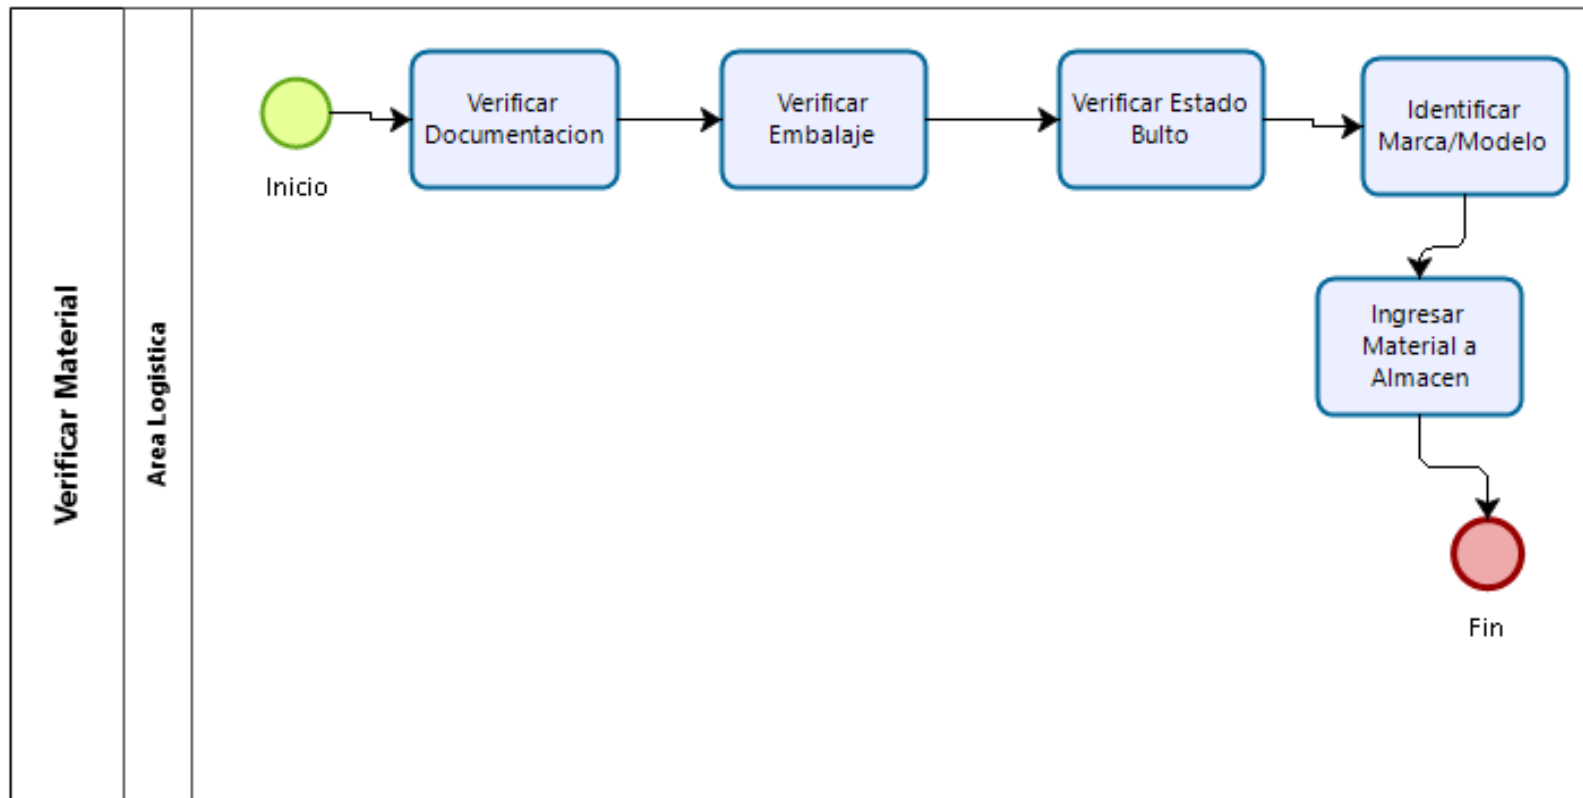 Verificar Material
Area Logistica
Inicio
Verificar
Documentacion
Verificar
Embalaje
Verificar Estado
Bulto
Identificar
Marca/Modelo
Ingresar
Material a
Almacen
Fin